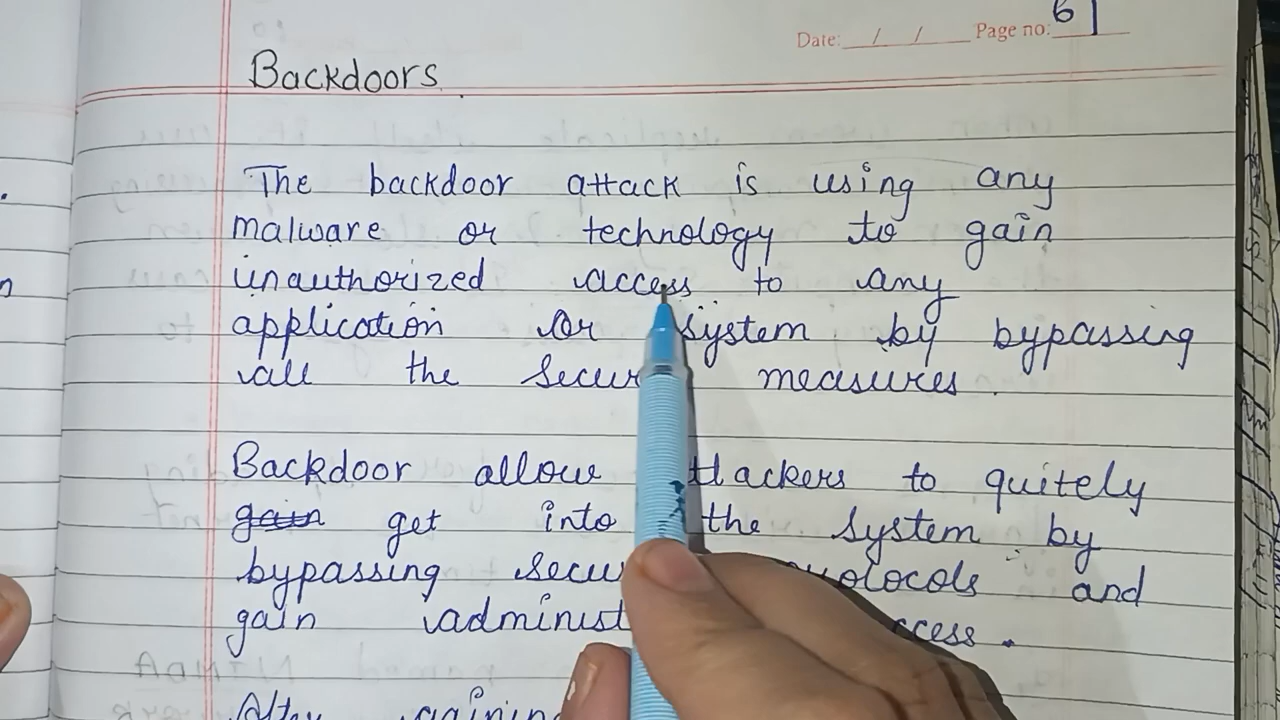 Date: / / Page no: 61
Backdoors.
The backdoor attack is using any
malware or technology to gain
unauthorized access to any
application or system by bypassing
all the measures.
Backdoor allow to quitely
gain get into the system by
bypassing and
gain
After